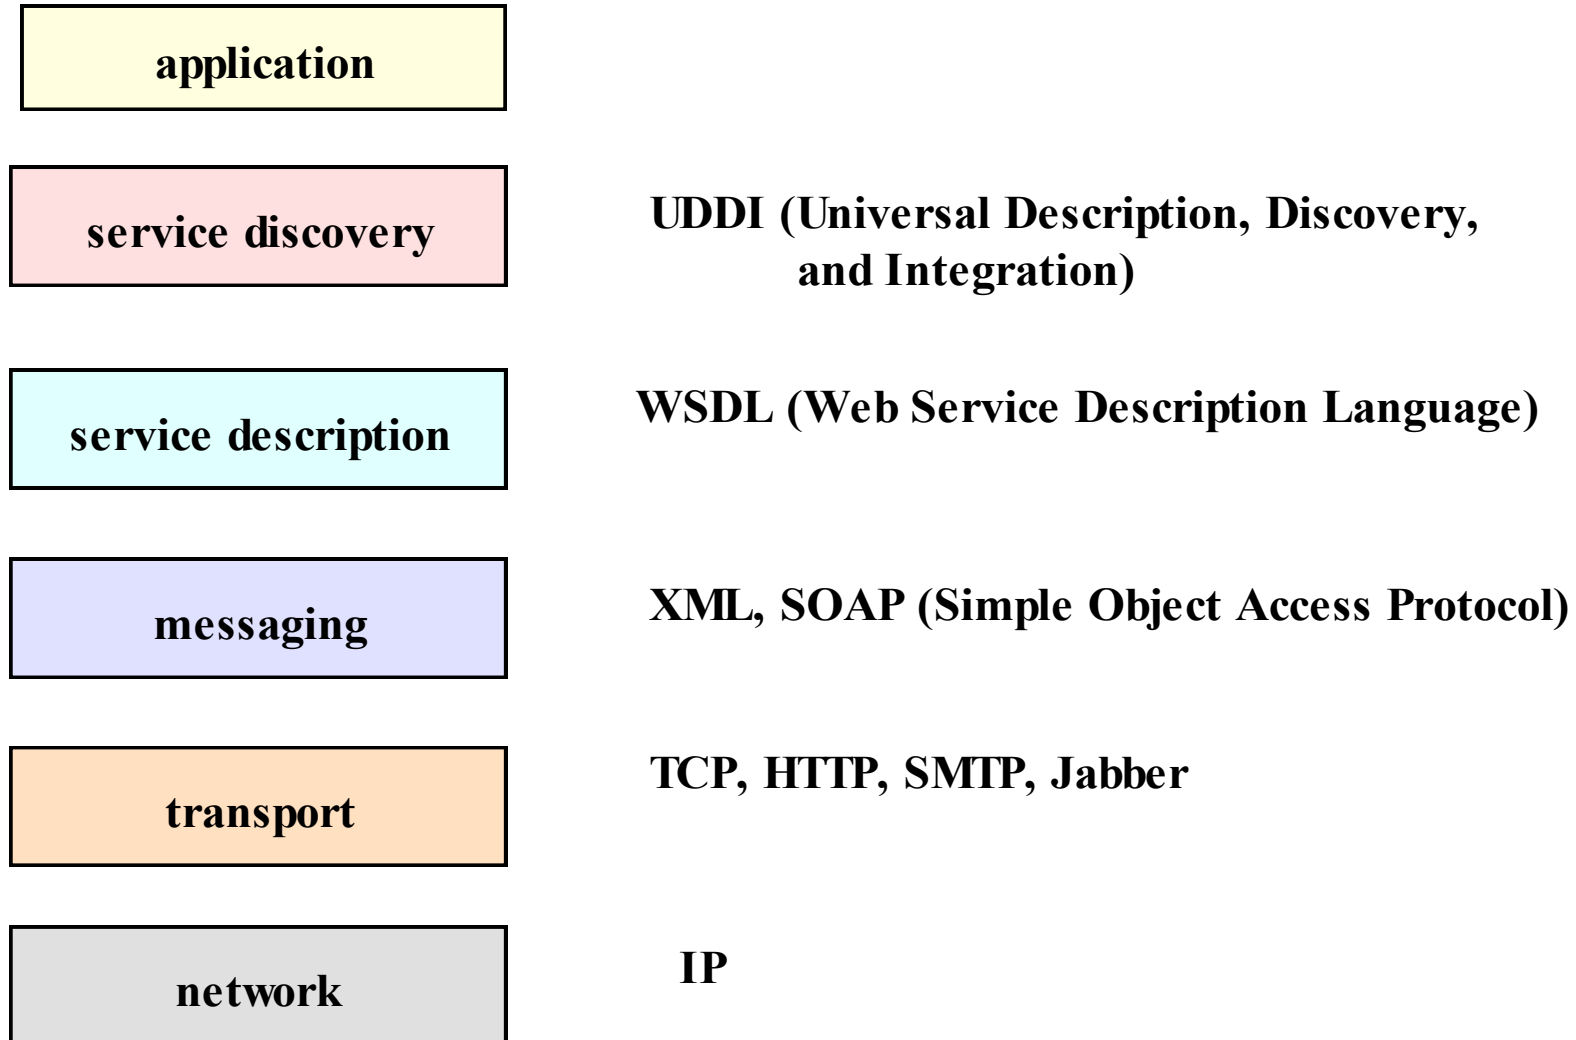 application
service discovery
UDDI (Universal Description, Discovery,
and Integration)
service description
WSDL (Web Service Description Language)
messaging
XML, SOAP (Simple Object Access Protocol)
transport
TCP, HTTP, SMTP, Jabber
network
IP